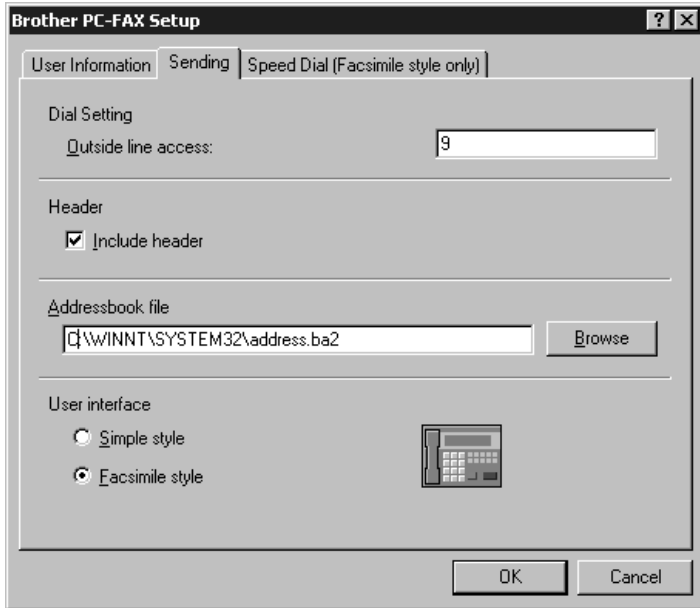 Brother PC-FAX Setup
User Information Sending Speed Dial (Facsimile style only)
Dial Setting
Outside line access: 9
Header
Include header
Addressbook file
C:\WINNT\SYSTEM32\address.ba2 Browse
User interface
Simple style
Facsimile style
OK Cancel